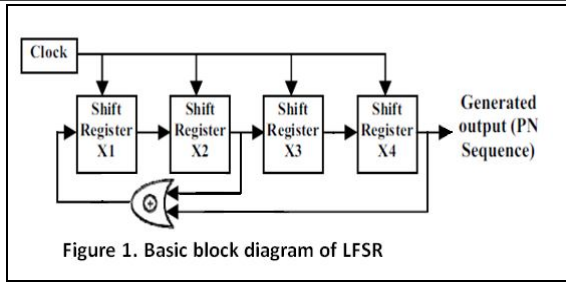 Clock
Shift
Register
X1
Shift
Register
X2
Shift
Register
X3
Shift
Register
X4
Generated
output (PN
Sequence)
+
Figure 1. Basic block diagram of LFSR